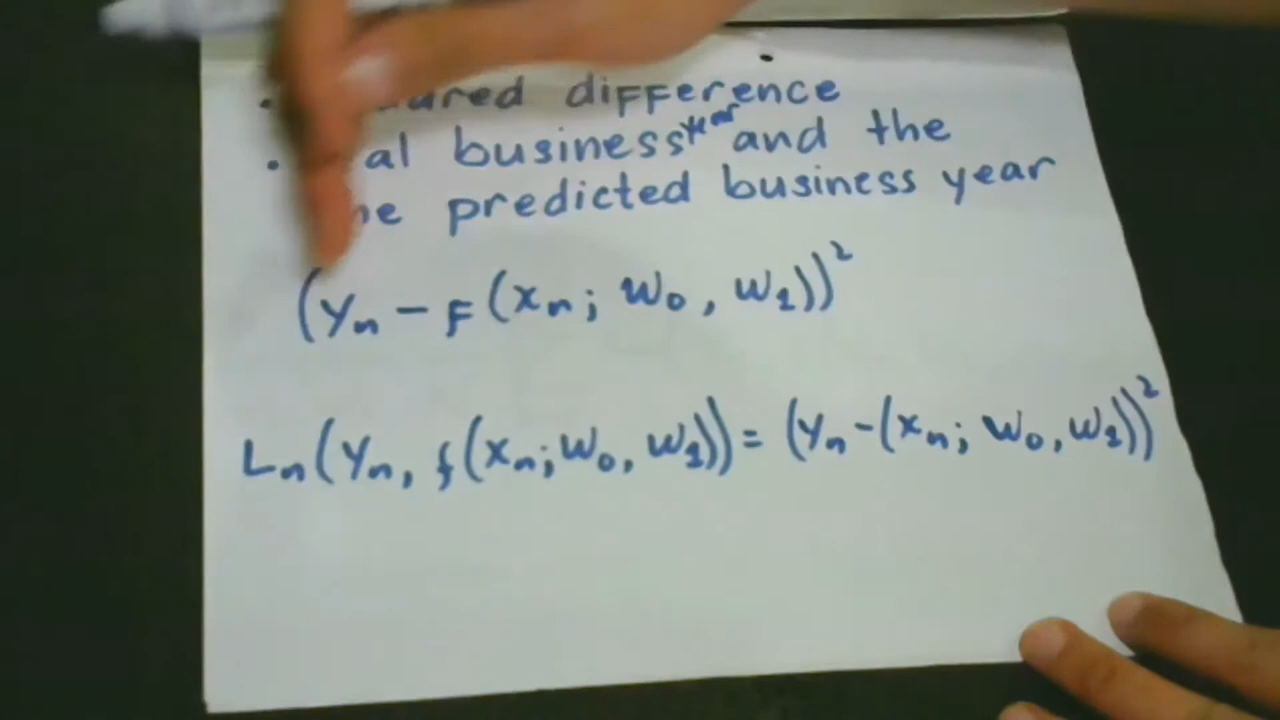 difference
business year and the
predicted business year
(yn - F(xn; w0, w1))²
Ln(yn, f(xn; w0, w1)) = (yn - (xn; w0, w1))²